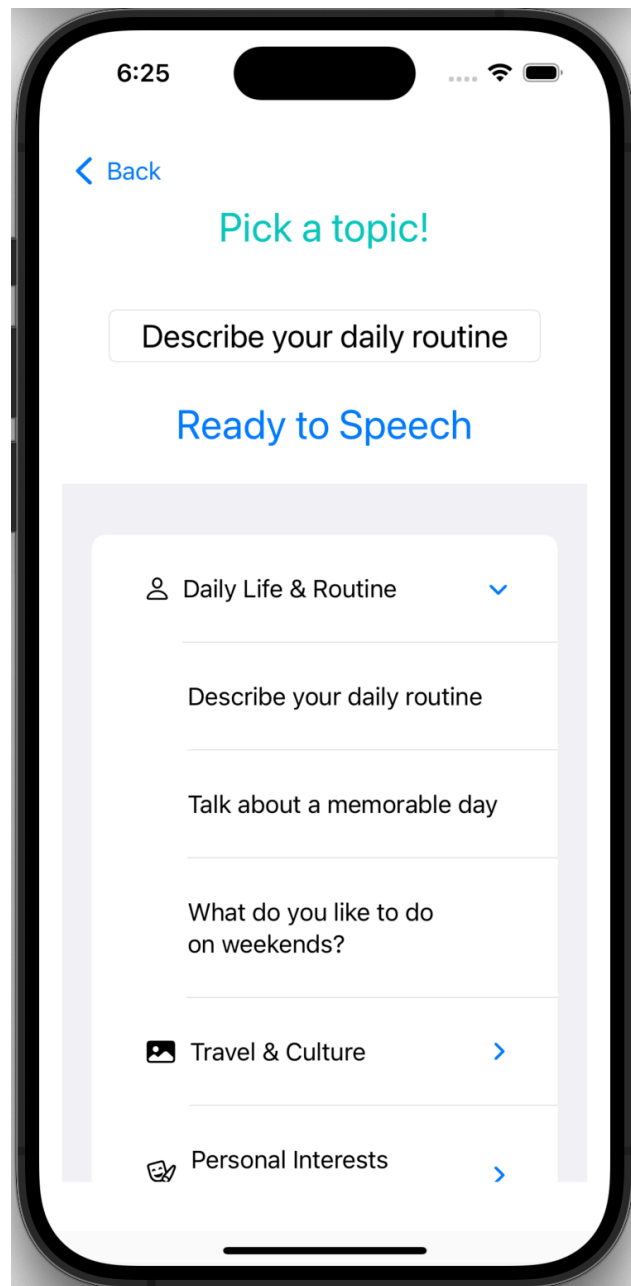 6:25
Back
Pick a topic!
Describe your daily routine
Ready to Speech
Daily Life & Routine
Describe your daily routine
Talk about a memorable day
What do you like to do
on weekends?
Travel & Culture
Personal Interests